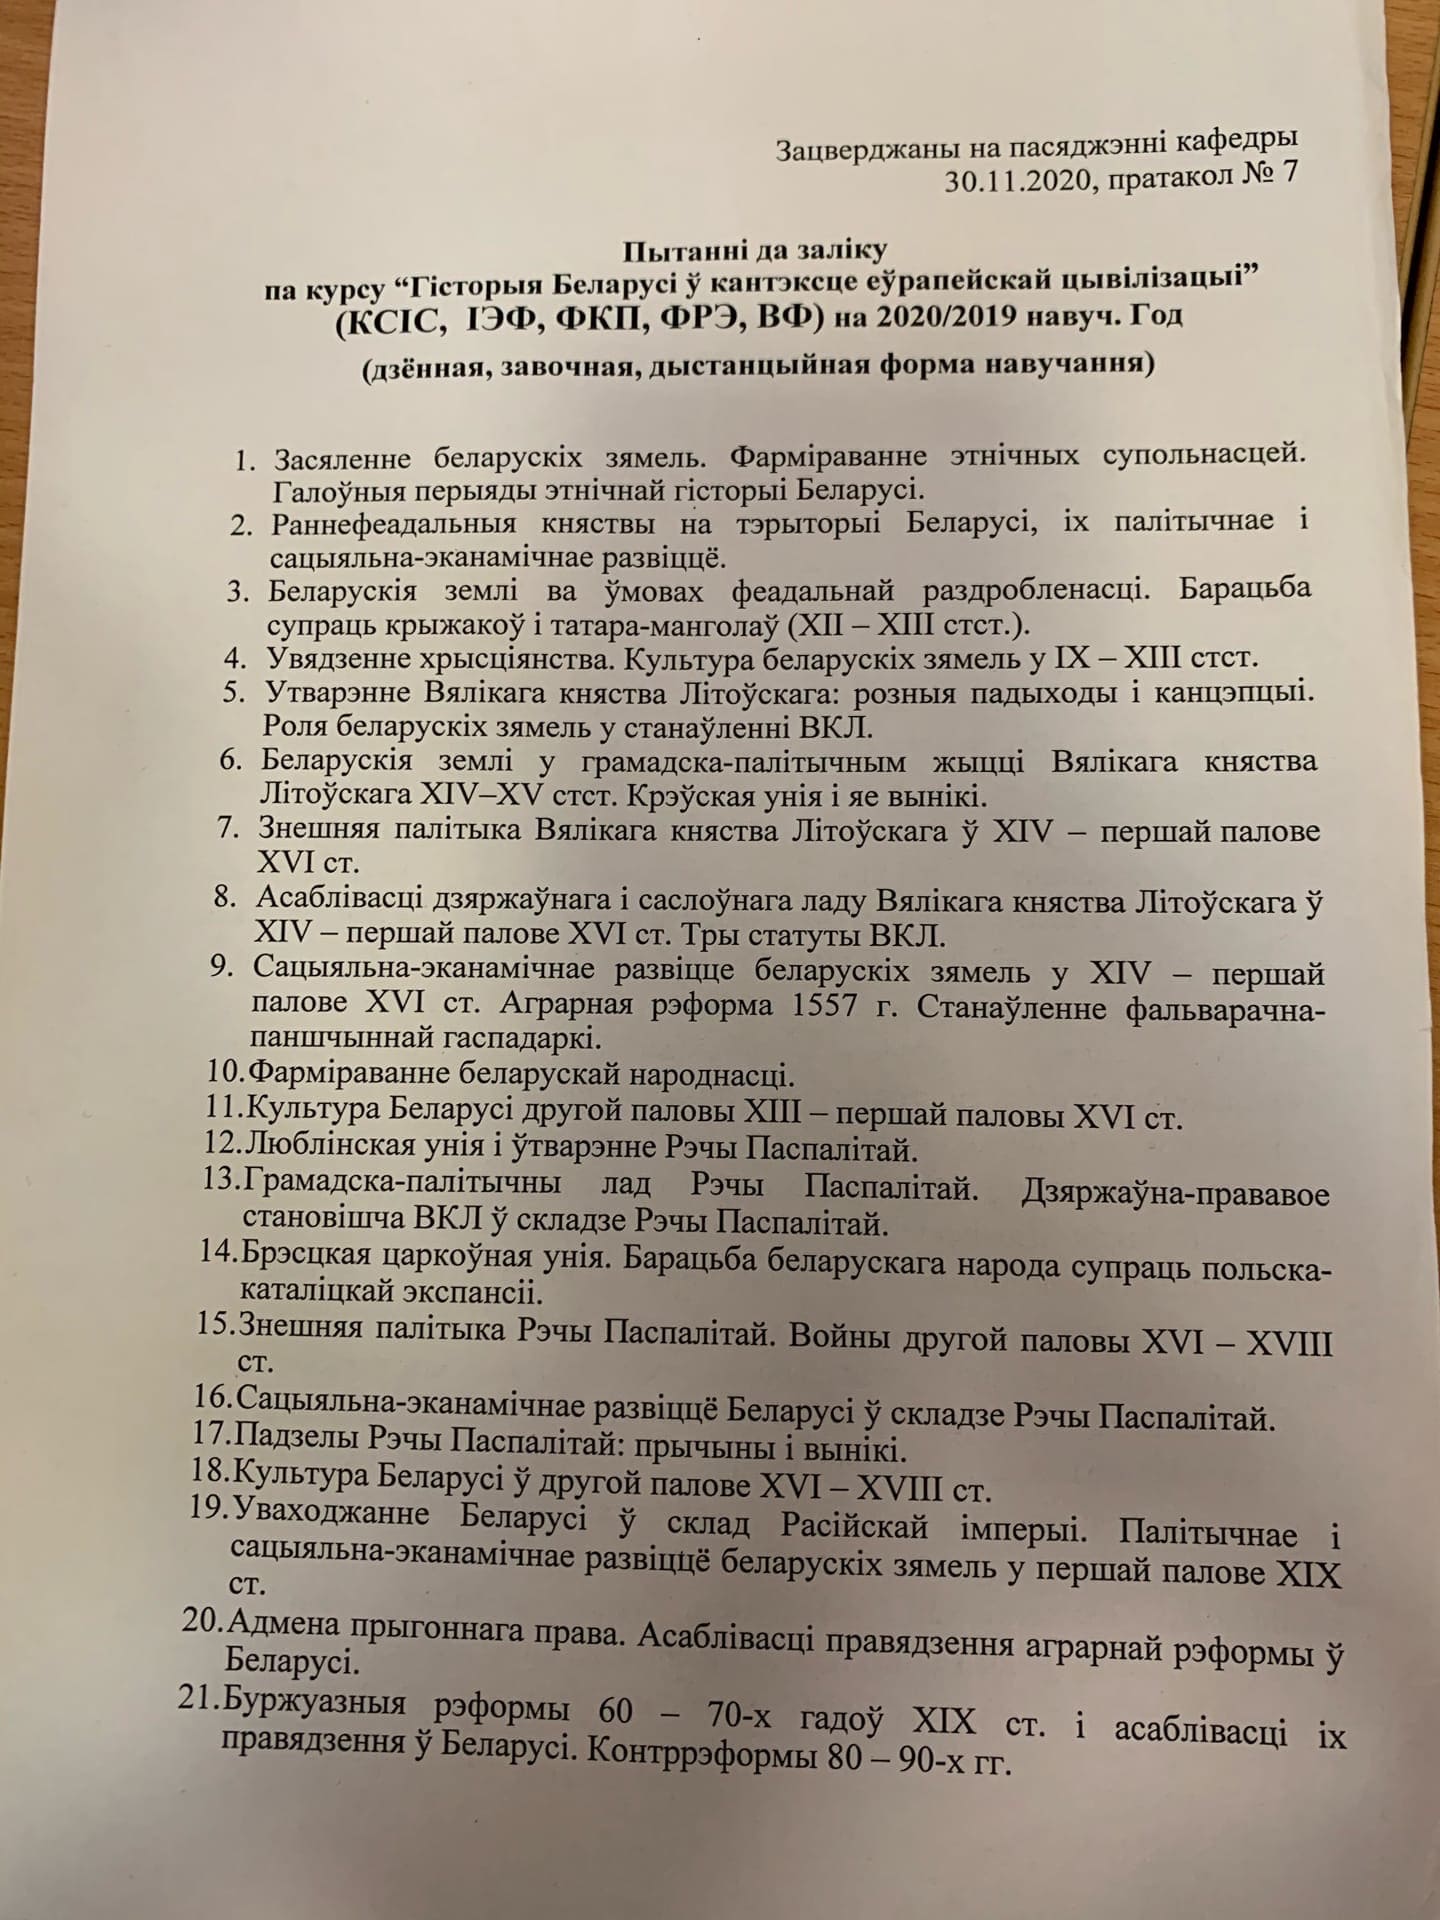 Зацверджаны на пасяджэнні кафедры
30.11.2020, пратакол № 7
Пытанні да заліку
па курсу “Гісторыя Беларусі ў кантэксце еўрапейскай цывілізацыі”
(КСІС, ІЭФ, ФКП, ФРЭ, ВФ) на 2020/2019 навуч. Год
(дзённая, завочная, дыстанцыйная форма навучання)
1. Засяленне беларускіх зямель. Фарміраванне этнічных супольнасцей.
Галоўныя перыяды этнічнай гісторыі Беларусі.
2. Раннефеадальныя княствы на тэрыторыі Беларусі, іх палітычнае і
сацыяльна-эканамічнае развіццё.
3. Беларускія землі ва ўмовах феадальнай раздробленасці. Барацьба
супраць крыжакоў і татара-манголаў (XII – XIII стст.).
4. Увядзенне хрысціянства. Культура беларускіх зямель у IX – XIII стст.
5. Утварэнне Вялікага княства Літоўскага: розныя падыходы і канцэпцыі.
Роля беларускіх зямель у станаўленні ВКЛ.
6. Беларускія землі у грамадска-палітычным жыцці Вялікага княства
Літоўскага XIV–XV стст. Крэўская унія і яе вынікі.
7. Знешняя палітыка Вялікага княства Літоўскага ў XIV – першай палове
XVI ст.
8. Асаблівасці дзяржаўнага і саслоўнага ладу Вялікага княства Літоўскага ў
XIV – першай палове XVI ст. Тры статуты ВКЛ.
9. Сацыяльна-эканамічнае развіцце беларускіх зямель у XIV – першай
палове XVI ст. Аграрная рэформа 1557 г. Станаўленне фальварачна-
паншчыннай гаспадаркі.
10.Фарміраванне беларускай народнасці.
11.Культура Беларусі другой паловы XIII – першай паловы XVI ст.
12.Люблінская унія і ўтварэнне Рэчы Паспалітай.
13.Грамадска-палітычны лад Рэчы Паспалітай. Дзяржаўна-прававое
становішча ВКЛ ў складзе Рэчы Паспалітай.
14.Брэсцкая царкоўная унія. Барацьба беларускага народа супраць польска-
каталіцкай экспансіі.
15.Знешняя палітыка Рэчы Паспалітай. Войны другой паловы XVI – XVIII
ст.
16.Сацыяльна-эканамічнае развіццё Беларусі ў складзе Рэчы Паспалітай.
17.Падзелы Рэчы Паспалітай: прычыны і вынікі.
18.Культура Беларусі ў другой палове XVI – XVIII ст.
19.Уваходжанне Беларусі ў склад Расійскай імперыі. Палітычнае і
сацыяльна-эканамічнае развіццё беларускіх зямель у першай палове XIX
ст.
20.Адмена прыгоннага права. Асаблівасці правядзення аграрнай рэформы ў
Беларусі.
21.Буржуазныя рэформы 60 – 70-х гадоў XIX ст. і асаблівасці іх
правядзення ў Беларусі. Контррэформы 80 – 90-х гг.